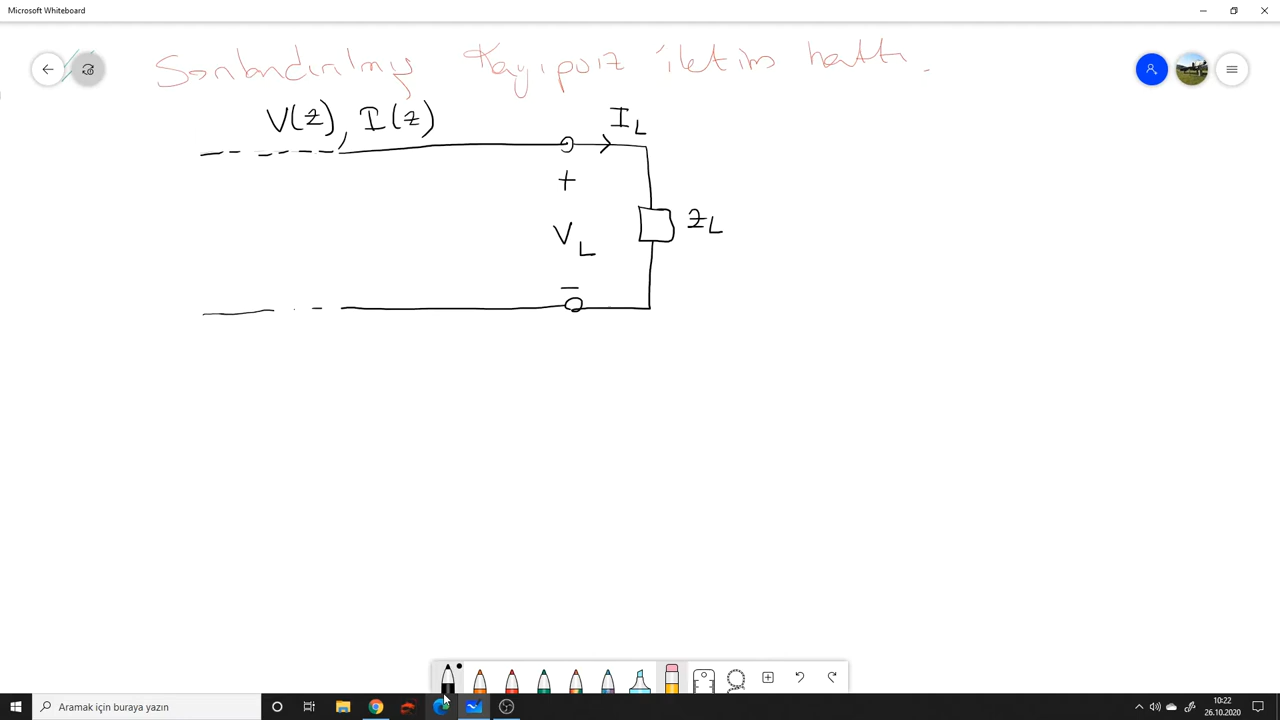 Microsoft Whiteboard
Sonlandırılmış Kayıpsız iletim hattı.
V(z), I(z)
I_L
+
V_L
Z_L
−
Aramak için buraya yazın
10:22
26.10.2020